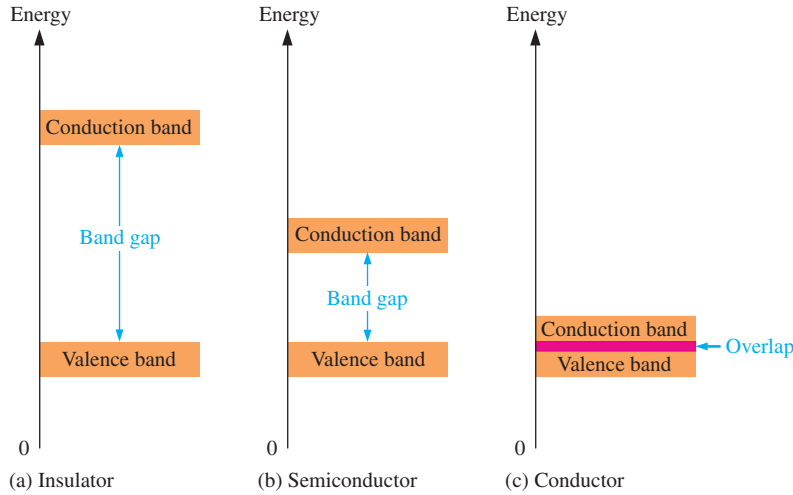 Energy
Conduction band
Band gap
Valence band
0
(a) Insulator
Energy
Conduction band
Band gap
Valence band
0
(b) Semiconductor
Energy
Conduction band
Overlap
Valence band
0
(c) Conductor